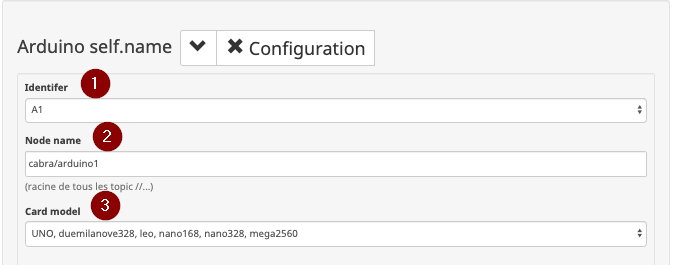 Arduino self.name ✖ Configuration
Identifer 1
A1
Node name 2
cabra/arduino1
(racine de tous les topic //...)
Card model 3
UNO, duemilanove328, leo, nano168, nano328, mega2560